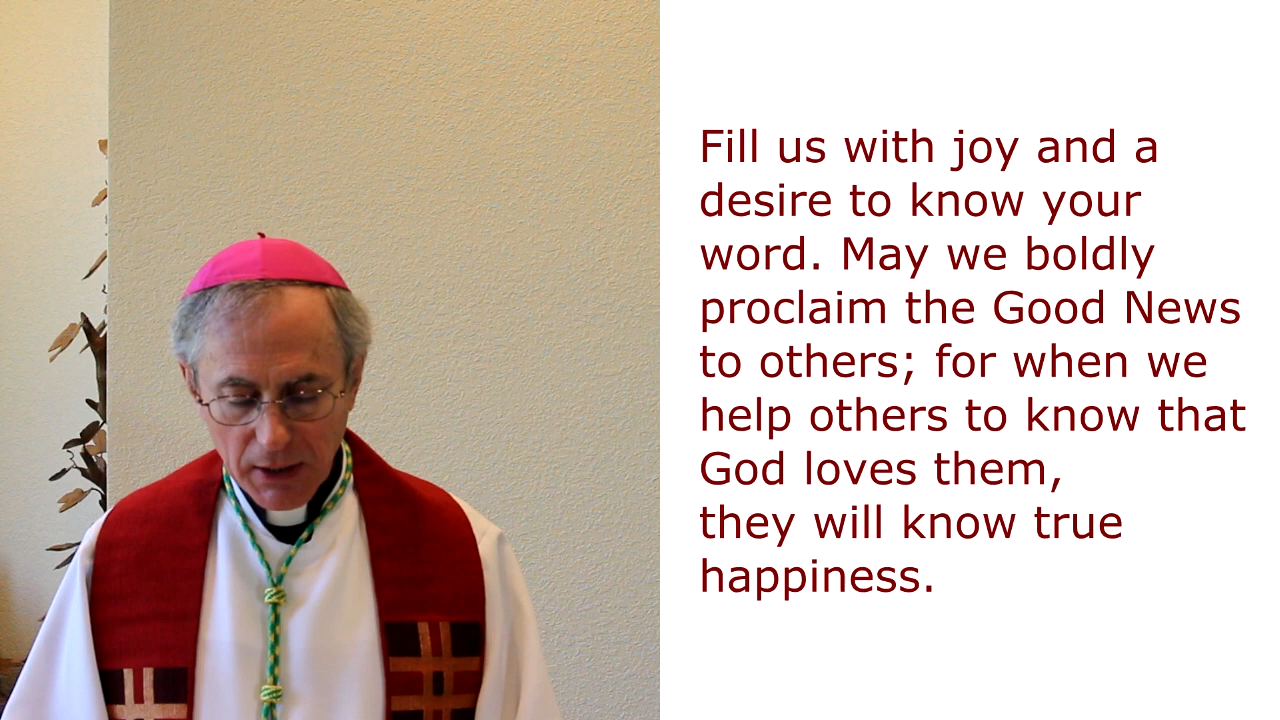 Fill us with joy and a
desire to know your
word. May we boldly
proclaim the Good News
to others; for when we
help others to know that
God loves them,
they will know true
happiness.